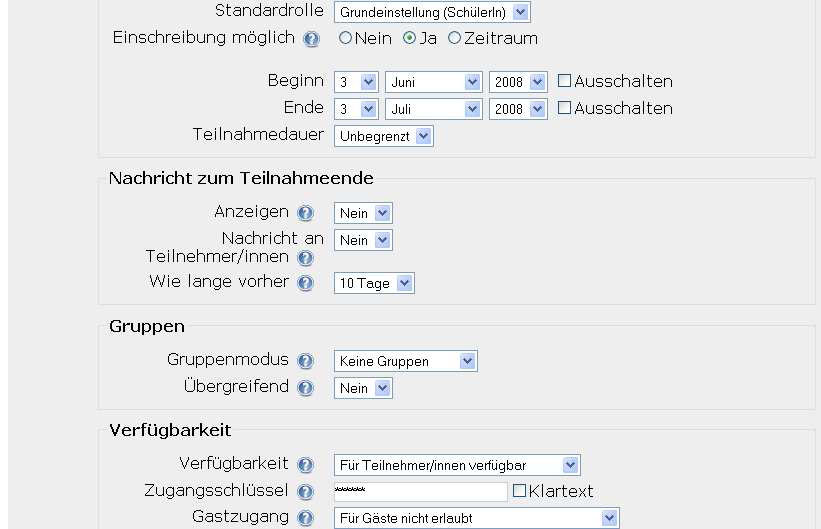 Standardrolle Grundeinstellung (SchülerIn)
Einschreibung möglich Nein Ja Zeitraum
Beginn 3 Juni 2008 Ausschalten
Ende 3 Juli 2008 Ausschalten
Teilnahmedauer Unbegrenzt
Nachricht zum Teilnahmeende
Anzeigen Nein
Nachricht an Nein
Teilnehmer/innen
Wie lange vorher 10 Tage
Gruppen
Gruppenmodus Keine Gruppen
Übergreifend Nein
Verfügbarkeit
Verfügbarkeit Für Teilnehmer/innen verfügbar
Zugangsschlüssel ******* Klartext
Gastzugang Für Gäste nicht erlaubt